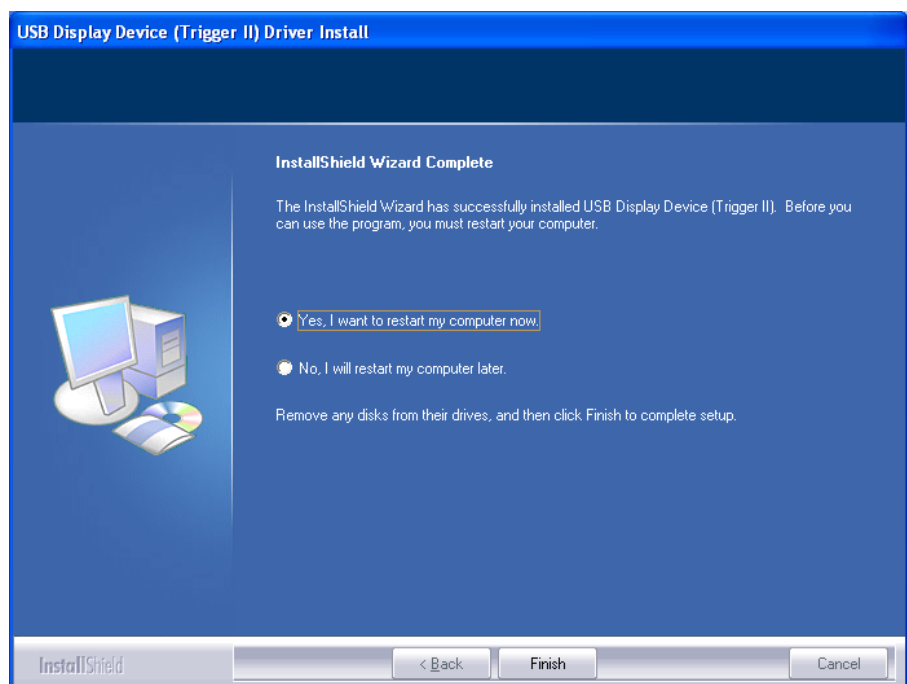 USB Display Device (Trigger II) Driver Install
InstallShield Wizard Complete
The InstallShield Wizard has successfully installed USB Display Device (Trigger II). Before you
can use the program, you must restart your computer.
Yes, I want to restart my computer now.
No, I will restart my computer later.
Remove any disks from their drives, and then click Finish to complete setup.
InstallShield
< Back
Finish
Cancel